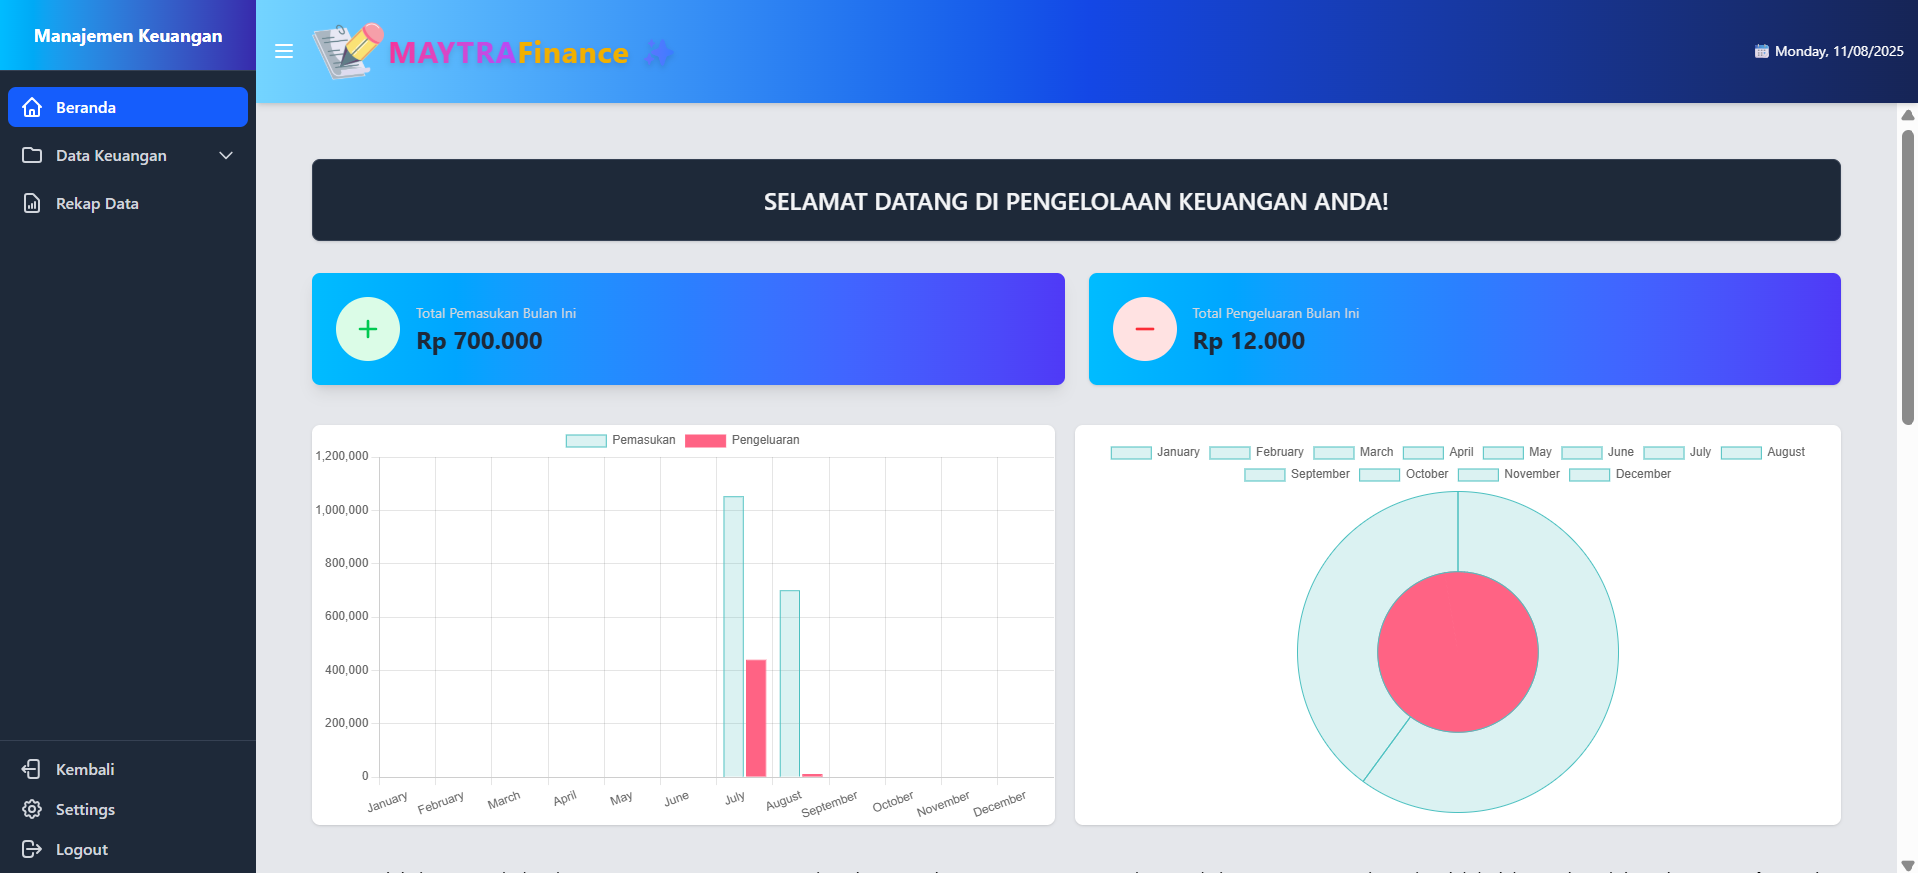 Manajemen Keuangan
Beranda
Data Keuangan
Rekap Data
Kembali
Settings
Logout
MAYTRAFinance
Monday, 11/08/2025
SELAMAT DATANG DI PENGELOLAAN KEUANGAN ANDA!
Total Pemasukan Bulan Ini
Rp 700.000
Total Pengeluaran Bulan Ini
Rp 12.000
Pemasukan Pengeluaran
1,200,000
1,000,000
800,000
600,000
400,000
200,000
0
January February March April May June July August September October November December
January February March April May June July August
September October November December